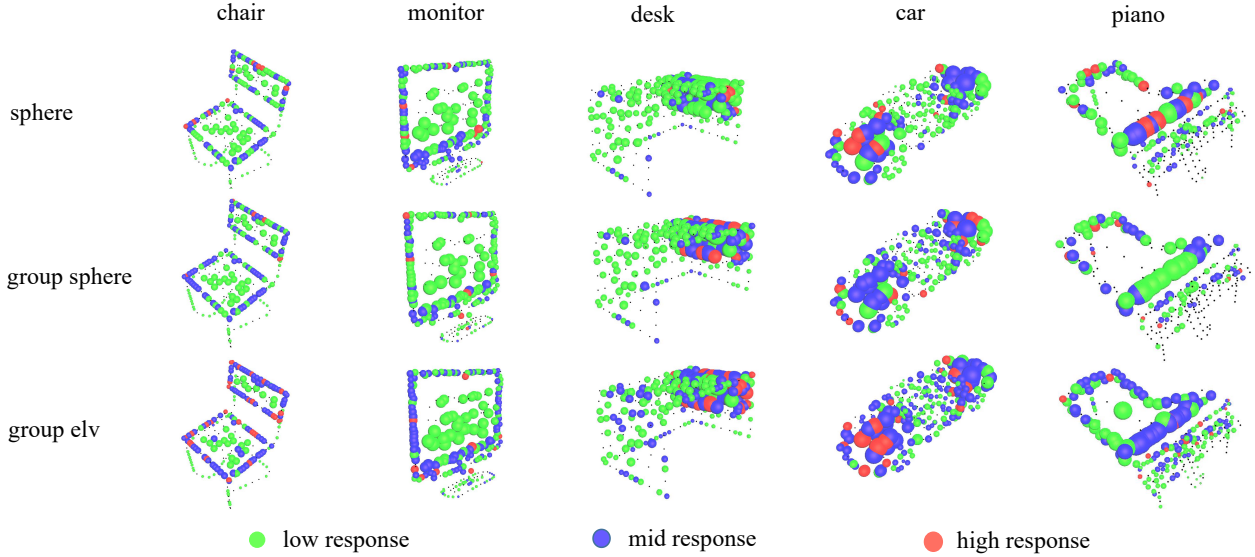 chair monitor desk car piano
sphere
group sphere
group elv
low response mid response high response